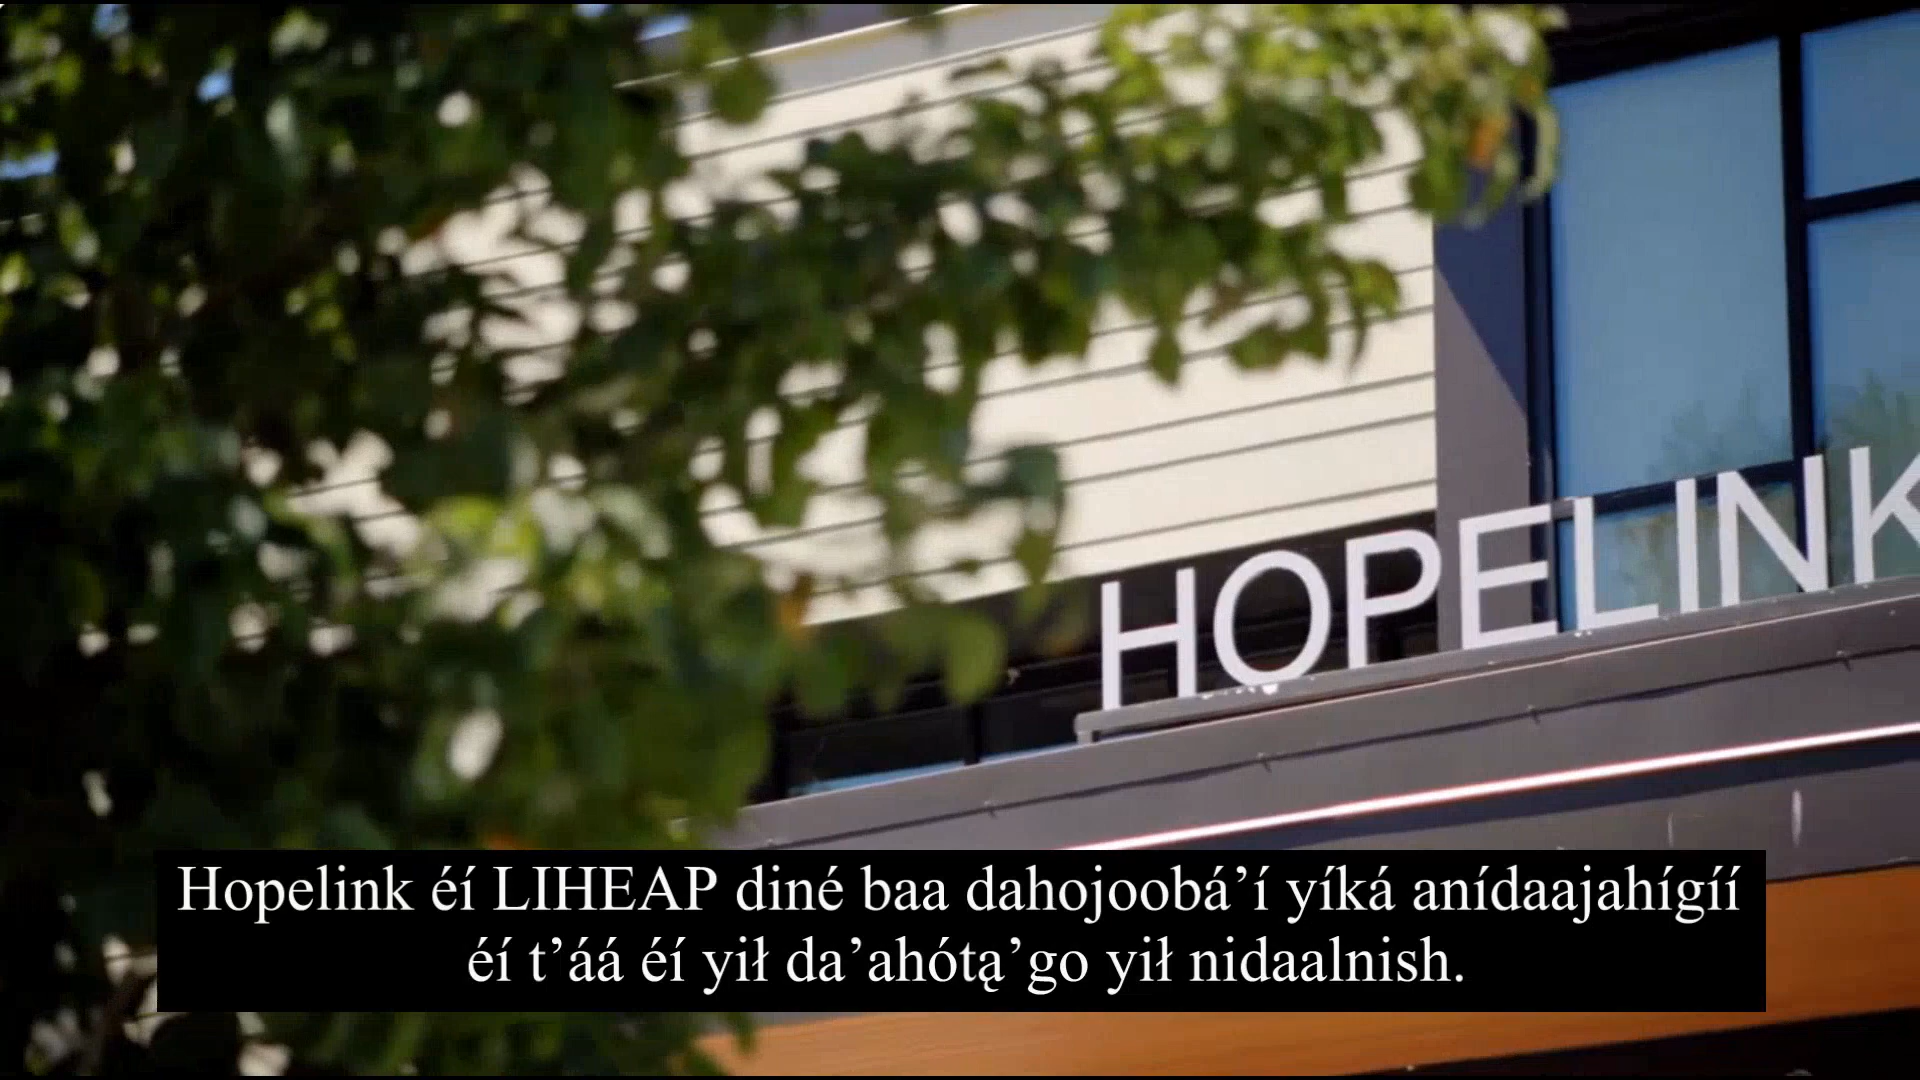 HOPELINK
Hopelink éí LIHEAP diné baa dahojoobá’í yíká anídaajahígíí
éí t’áá éí yił da’ahótą’go yił nidaalnish.